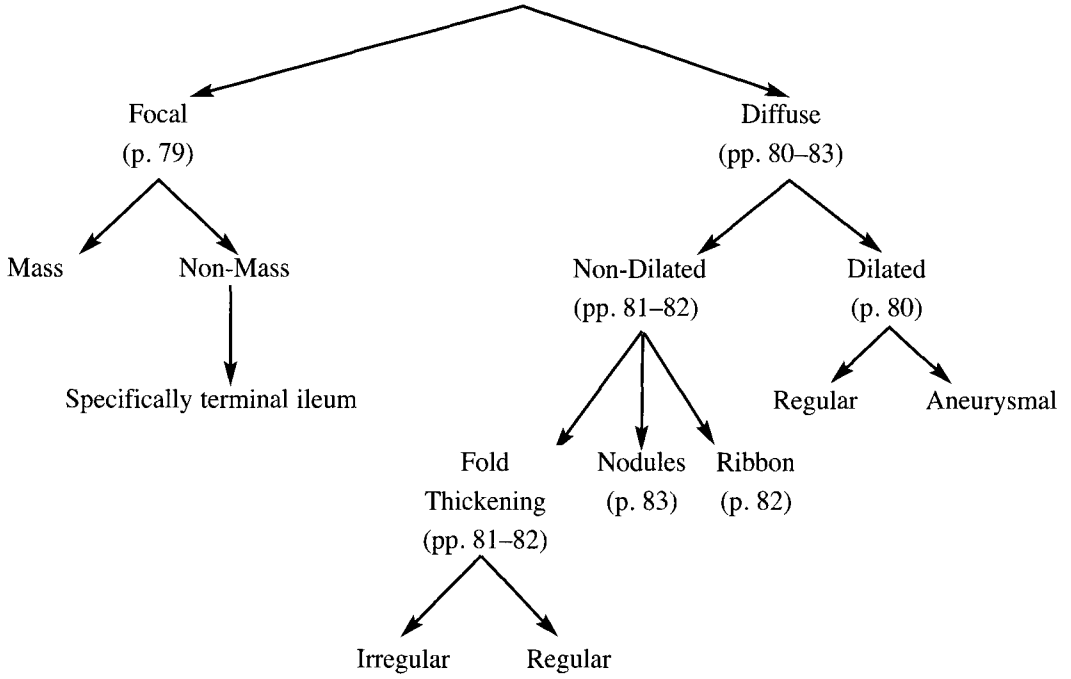 Focal
(p. 79)
Diffuse
(pp. 80–83)
Mass
Non-Mass
Non-Dilated
(pp. 81–82)
Dilated
(p. 80)
Specifically terminal ileum
Regular
Aneurysmal
Fold
Thickening
(pp. 81–82)
Nodules
(p. 83)
Ribbon
(p. 82)
Irregular
Regular